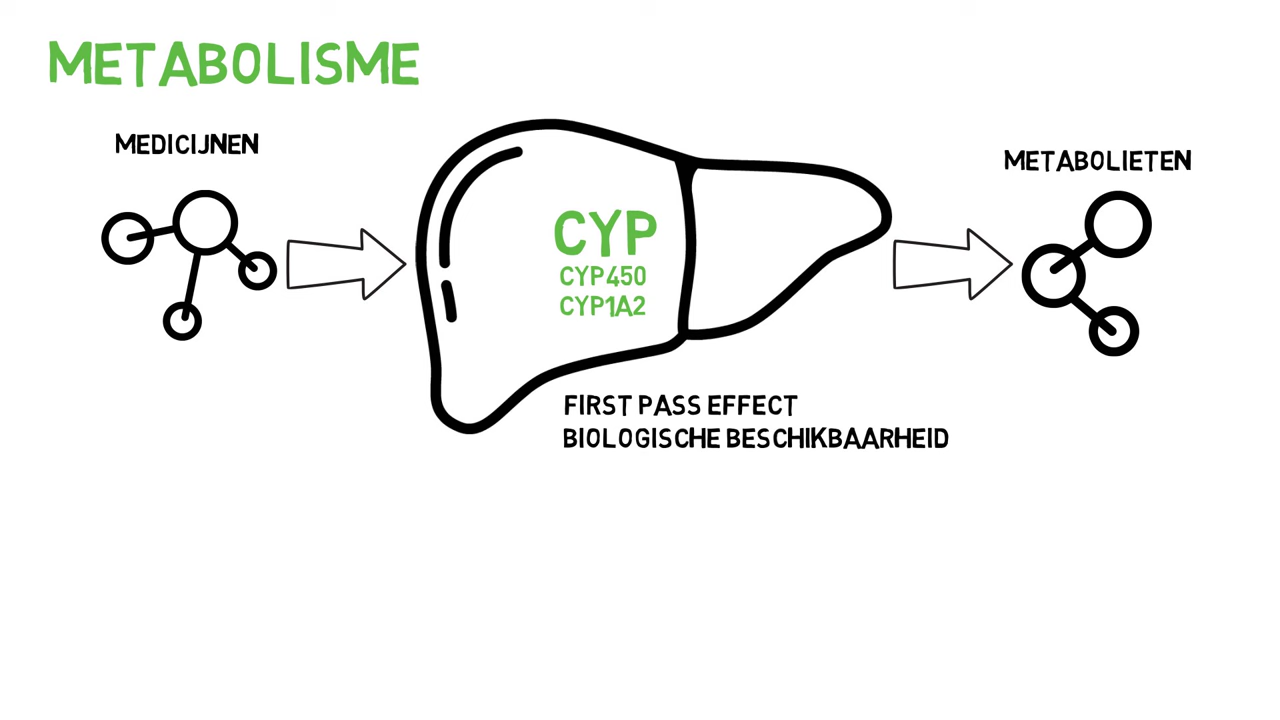 METABOLISME
MEDICIJNEN
METABOLIETEN
CYP
CYP450
CYP1A2
FIRST PASS EFFECT
BIOLOGISCHE BESCHIKBAARHEID